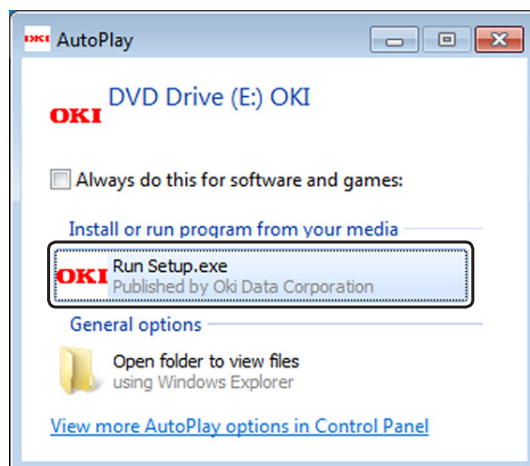 OKI AutoPlay
DVD Drive (E:) OKI
OKI
Always do this for software and games:
Install or run program from your media
OKI Run Setup.exe
Published by Oki Data Corporation
General options
Open folder to view files
using Windows Explorer
View more AutoPlay options in Control Panel